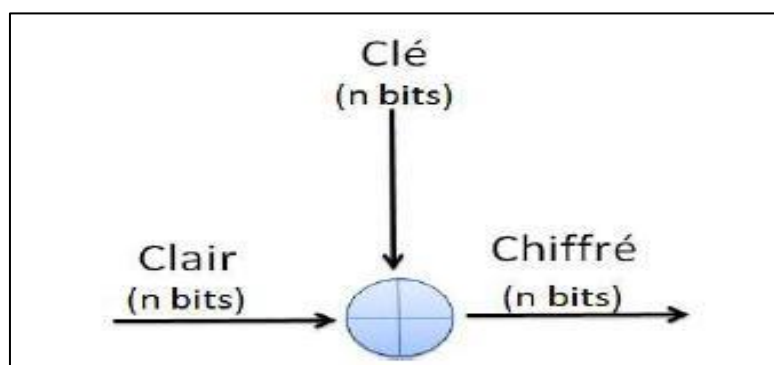 Clé
(n bits)
Clair
(n bits)
Chiffré
(n bits)